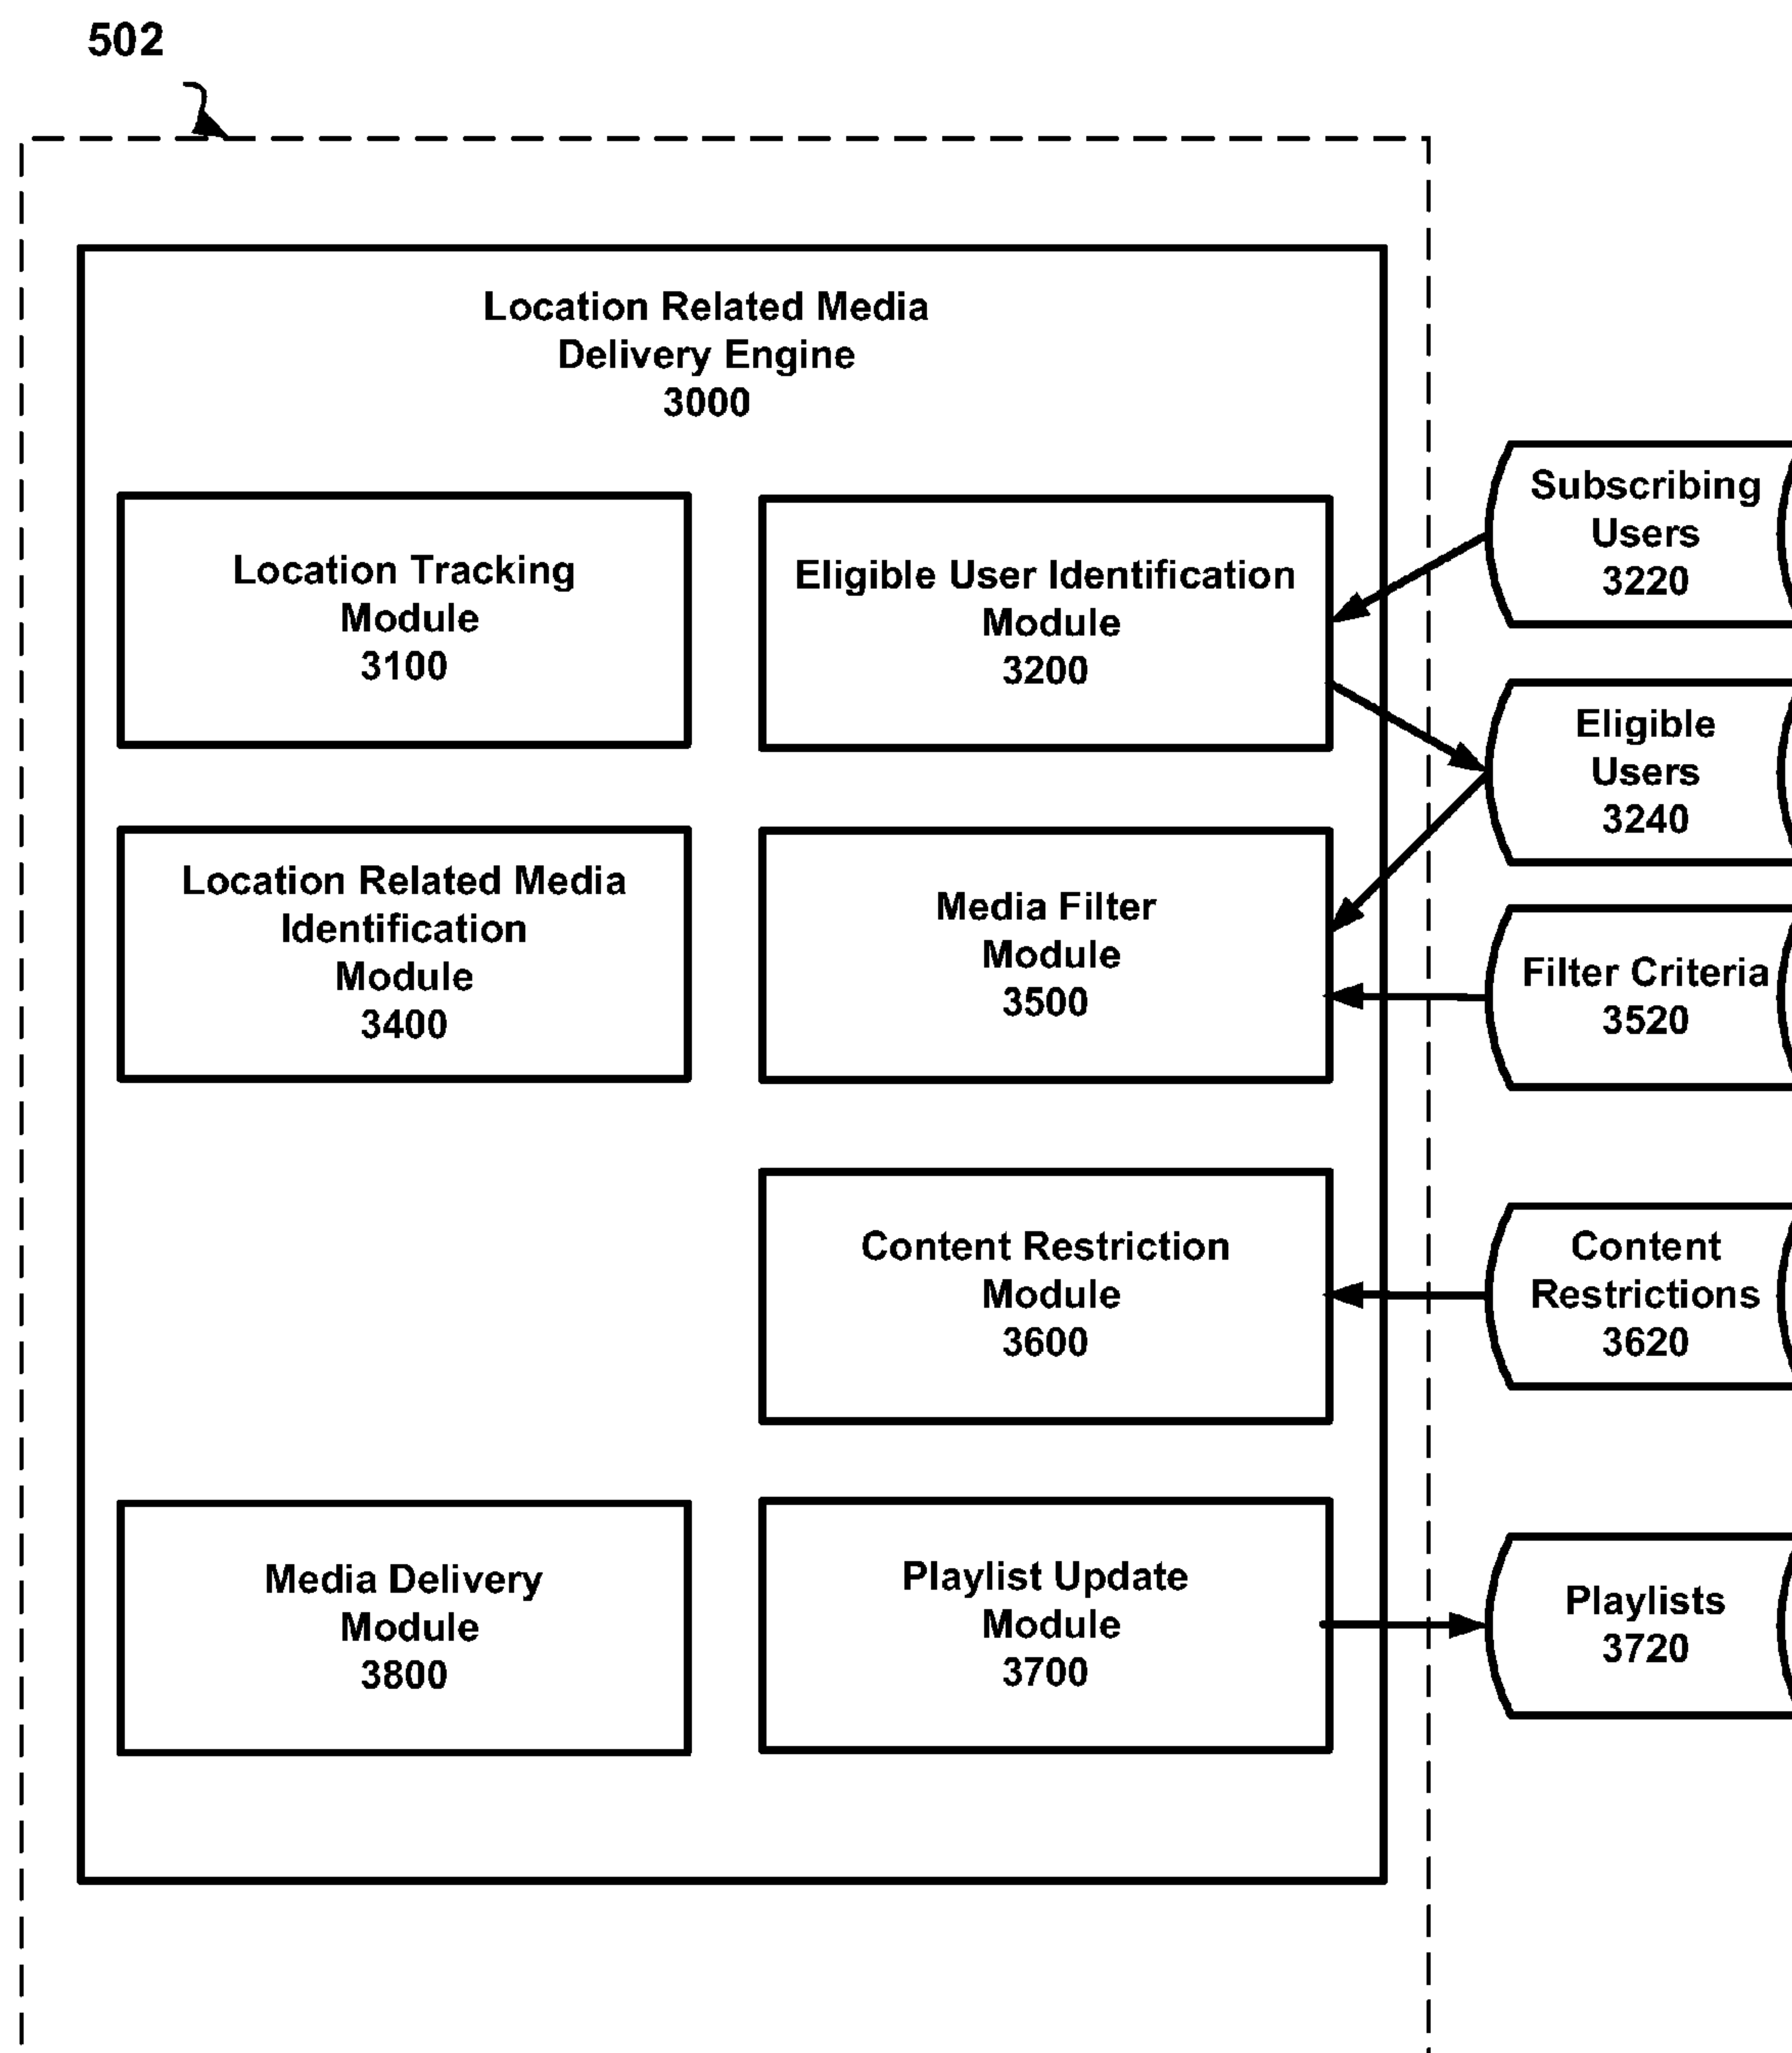 502
Location Related Media
Delivery Engine
3000
Location Tracking
Module
3100
Eligible User Identification
Module
3200
Subscribing
Users
3220
Eligible
Users
3240
Location Related Media
Identification
Module
3400
Media Filter
Module
3500
Filter Criteria
3520
Content Restriction
Module
3600
Content
Restrictions
3620
Media Delivery
Module
3800
Playlist Update
Module
3700
Playlists
3720